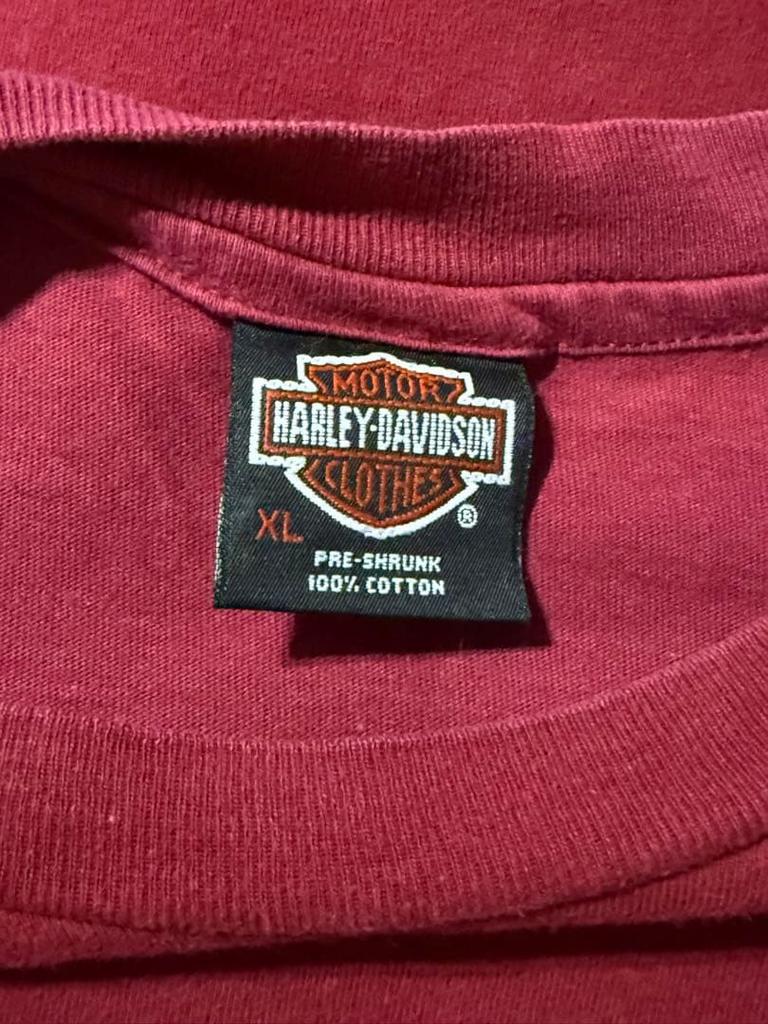 MOTOR
HARLEY-DAVIDSON
CLOTHES
®
XL
PRE-SHRUNK
100% COTTON